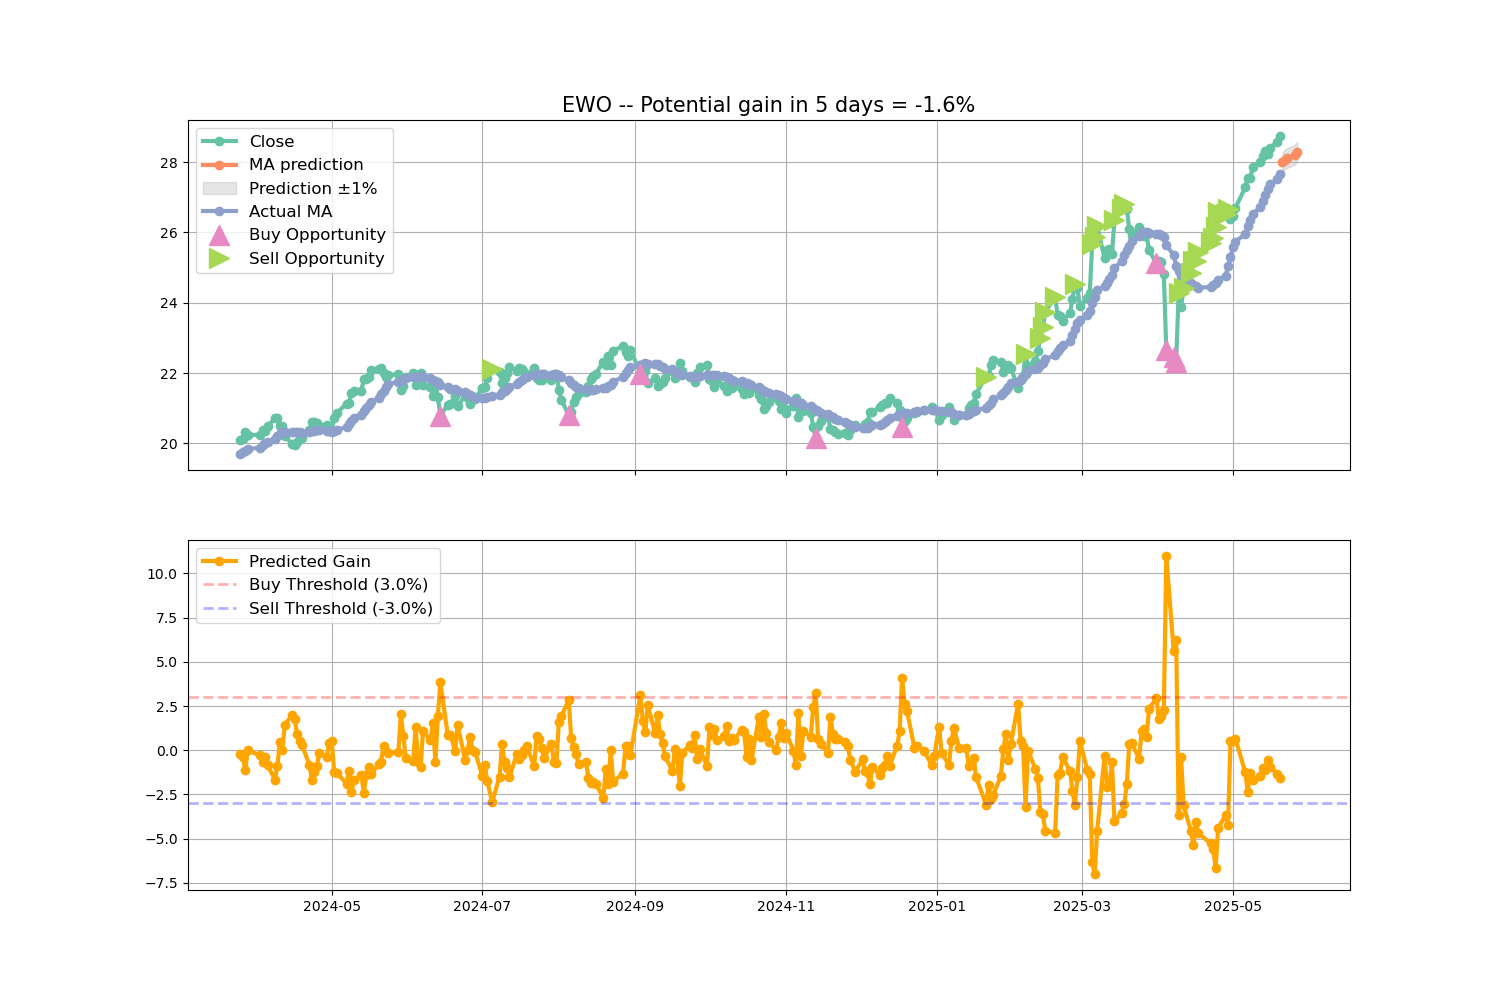 EWO -- Potential gain in 5 days = -1.6%
Close
MA prediction
Prediction ±1%
Actual MA
Buy Opportunity
Sell Opportunity
28
26
24
22
20
Predicted Gain
Buy Threshold (3.0%)
Sell Threshold (-3.0%)
10.0
7.5
5.0
2.5
0.0
−2.5
−5.0
−7.5
2024-05 2024-07 2024-09 2024-11 2025-01 2025-03 2025-05